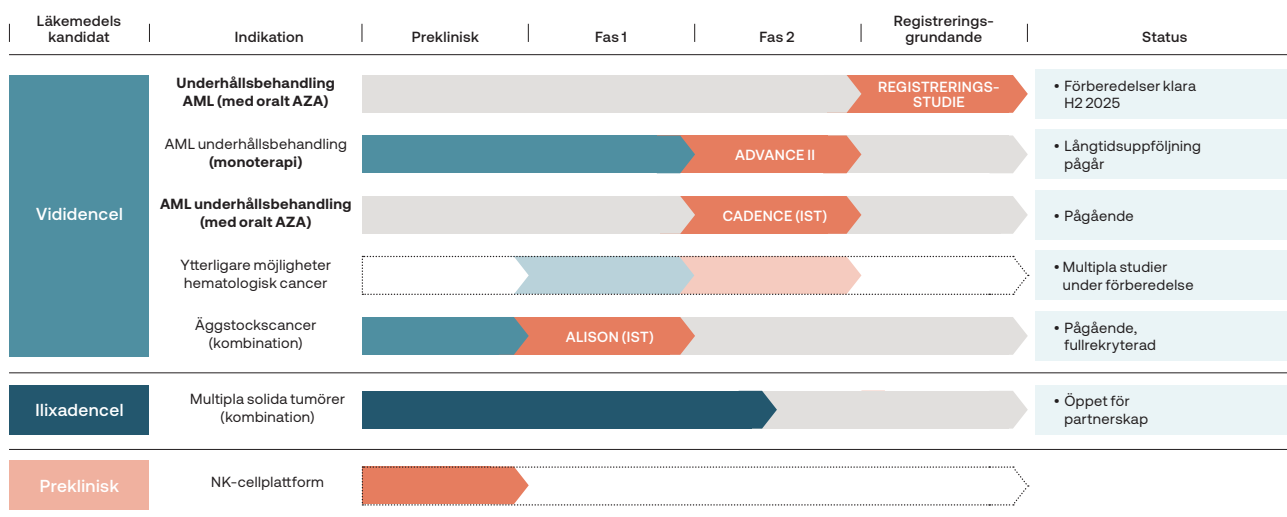 Läkemedels
kandidat
Indikation
Preklinisk
Fas 1
Fas 2
Registrerings-
grundande
Status
Vididencel
Underhållsbehandling
AML (med oralt AZA)
REGISTRERINGS-
STUDIE
• Förberedelser klara
H2 2025
AML underhållsbehandling
(monoterapi)
ADVANCE II
• Långtidsuppföljning
pågår
AML underhållsbehandling
(med oralt AZA)
CADENCE (IST)
• Pågående
Ytterligare möjligheter
hematologisk cancer
• Multipla studier
under förberedelse
Äggstockscancer
(kombination)
ALISON (IST)
• Pågående,
fullrekryterad
Ilixadencel
Multipla solida tumörer
(kombination)
• Öppet för
partnerskap
Preklinisk
NK-cellplattform